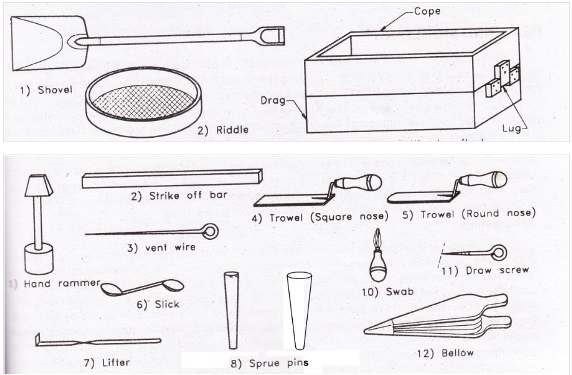 Cope
1) Shovel
Drag
2) Riddle
Lug
2) Strike off bar
4) Trowel (Square nose)
5) Trowel (Round nose)
3) vent wire
1) Hand rammer
6) Slick
10) Swab
11) Draw screw
7) Lifter
8) Sprue pins
12) Bellow